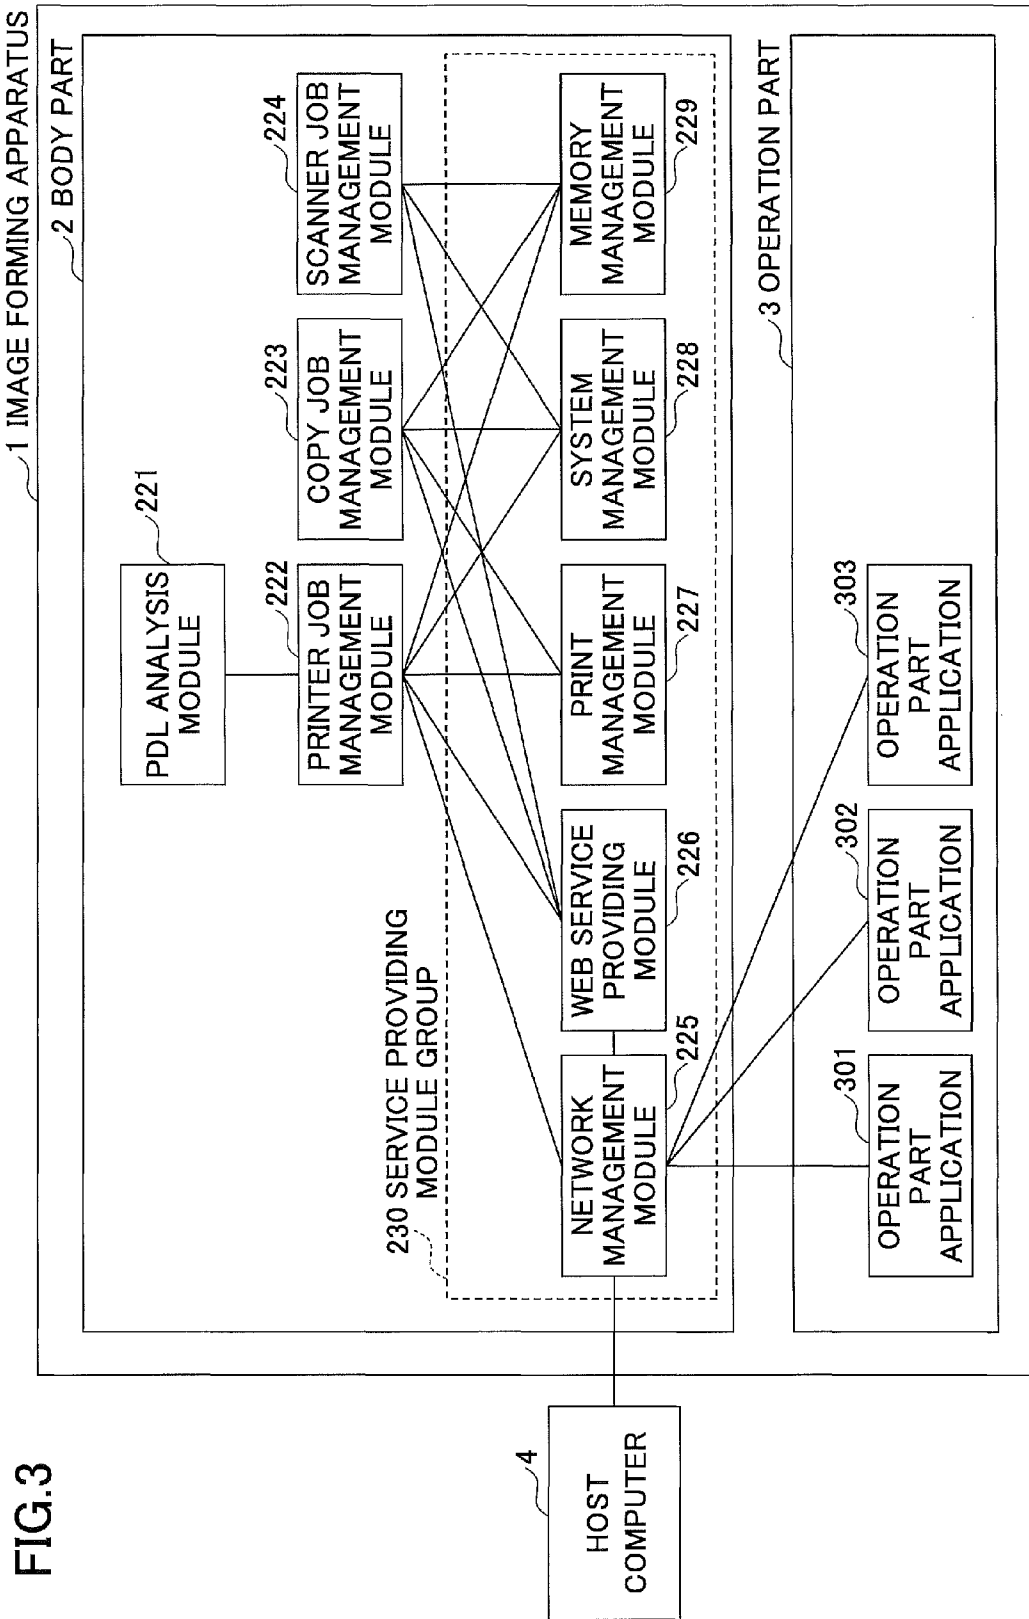 FIG.3
1 IMAGE FORMING APPARATUS
2 BODY PART
221
PDL ANALYSIS
MODULE
222
PRINTER JOB
MANAGEMENT
MODULE
223
COPY JOB
MANAGEMENT
MODULE
224
SCANNER JOB
MANAGEMENT
MODULE
230 SERVICE PROVIDING
MODULE GROUP
NETWORK
MANAGEMENT
MODULE
225
WEB SERVICE
PROVIDING
MODULE
226
PRINT
MANAGEMENT
MODULE
227
SYSTEM
MANAGEMENT
MODULE
228
MEMORY
MANAGEMENT
MODULE
229
4
HOST
COMPUTER
3 OPERATION PART
301
OPERATION
PART
APPLICATION
302
OPERATION
PART
APPLICATION
303
OPERATION
PART
APPLICATION